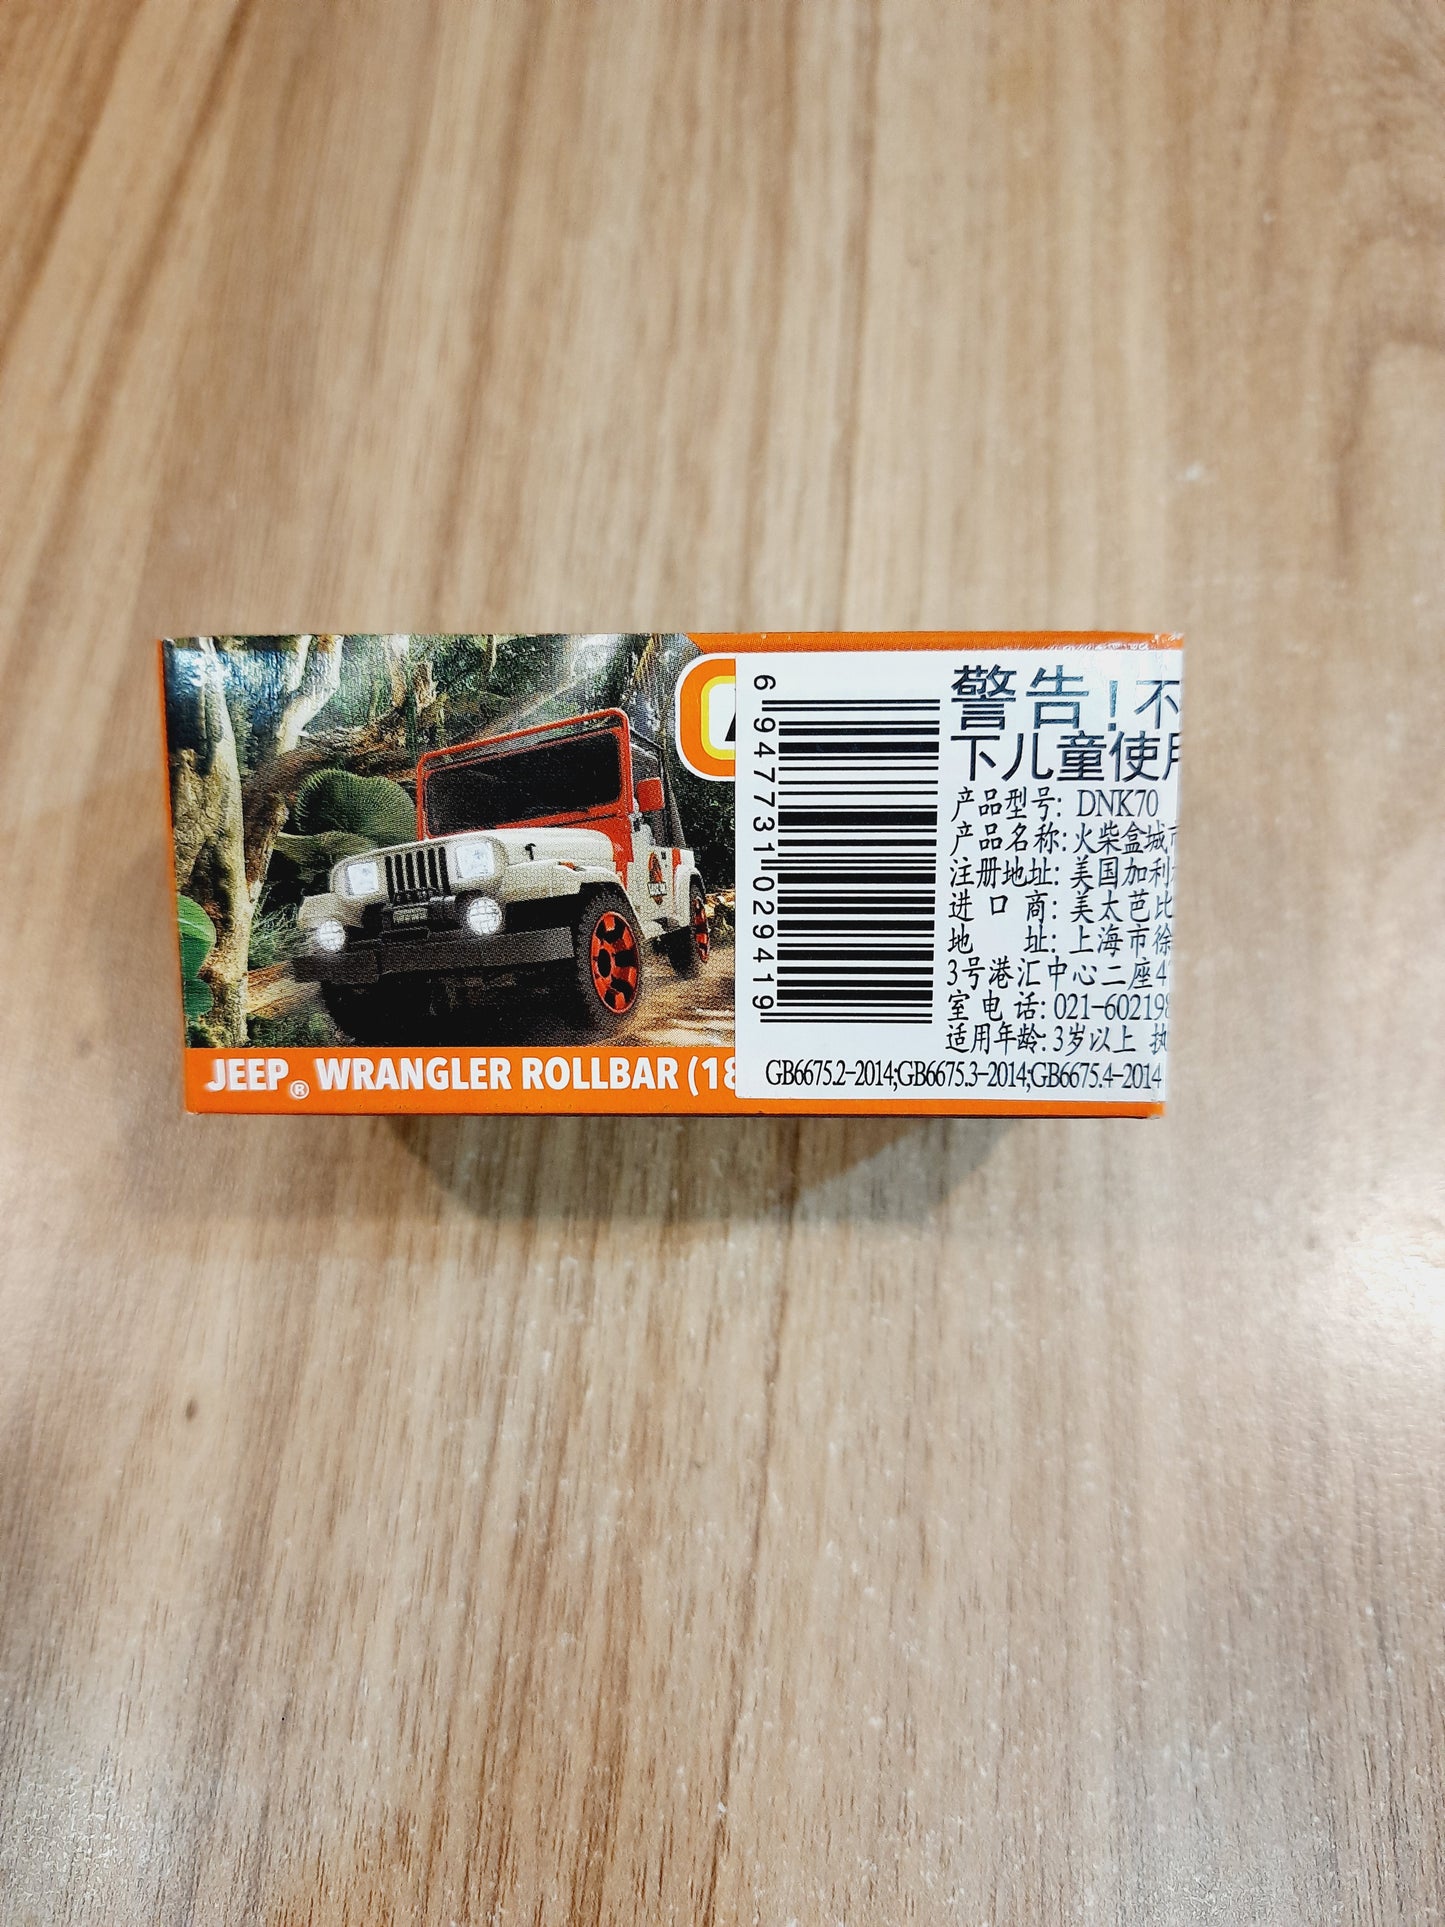 JEEP® WRANGLER ROLLBAR (18
6 947731 029419
警告!不
下儿童使用
产品型号: DNK70
产品名称: 火柴盒城市
注册地址: 美国加利
进口商: 美太芭比
地址: 上海市徐
3号港汇中心二座4
室电话: 021-602198
适用年龄: 3岁以上 执
GB6675.2-2014;GB6675.3-2014;GB6675.4-2014